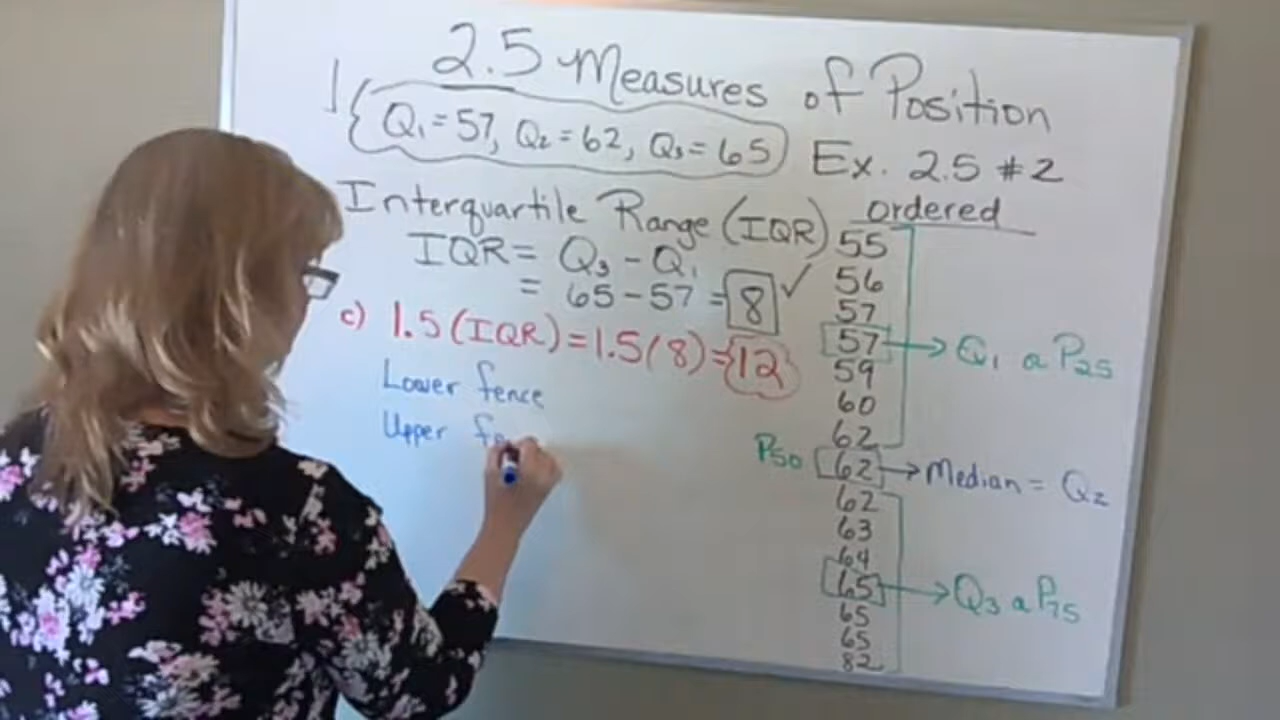 2.5 Measures of Position
Q₁ = 57, Q₂ = 62, Q₃ = 65
Ex. 2.5 #2
Interquartile Range (IQR)
IQR = Q₃ - Q₁
= 65 - 57 = 8 ✓
c) 1.5 (IQR) = 1.5(8) = 12
Lower fence
Upper fe
ordered
55
56
57
57 → Q₁ a P25
59
60
62
P50 62 → Median = Q₂
62
63
64
65 → Q₃ a P75
65
65
82